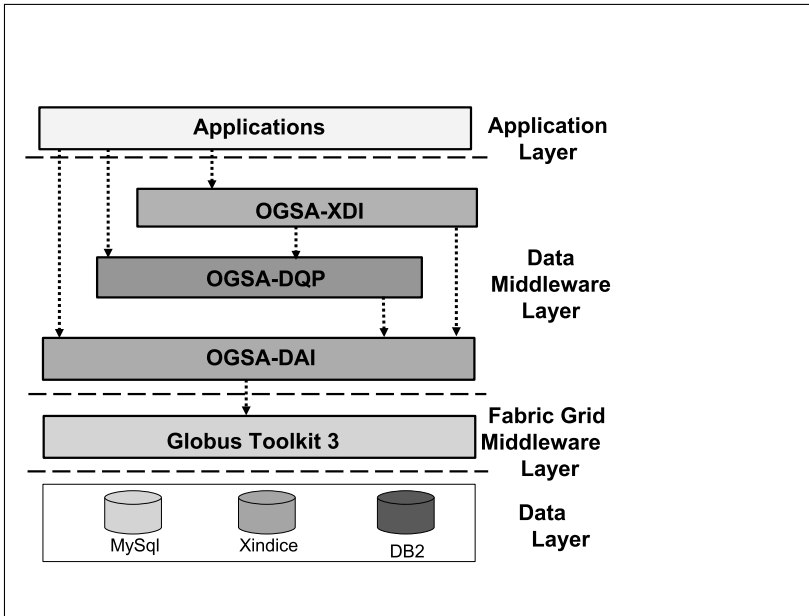 Applications
Application
Layer
OGSA-XDI
OGSA-DQP
Data
Middleware
Layer
OGSA-DAI
Globus Toolkit 3
Fabric Grid
Middleware
Layer
MySql
Xindice
DB2
Data
Layer